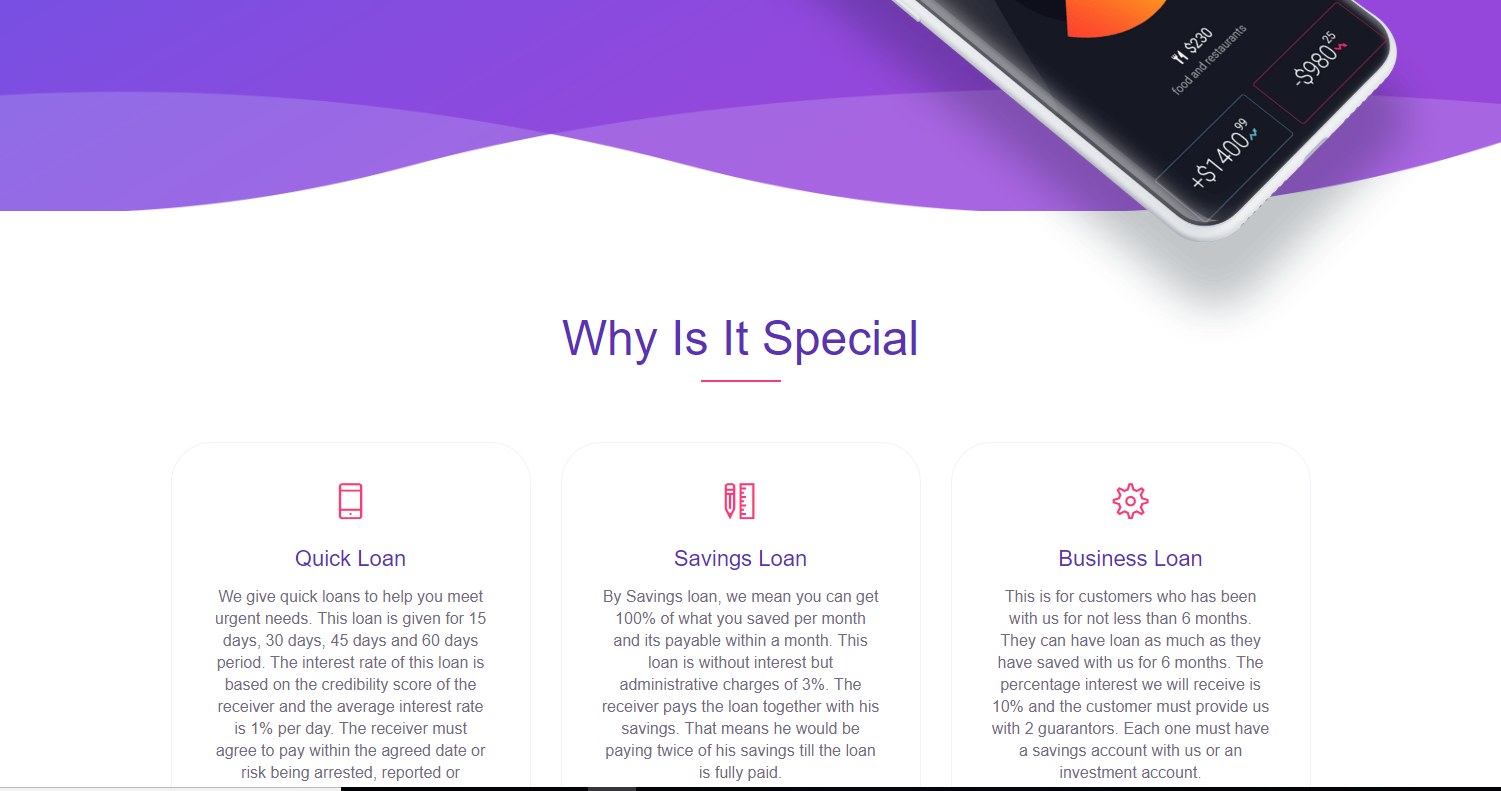 $230
food and restaurants
-$980 25
+$1400 99
Why Is It Special
Quick Loan
We give quick loans to help you meet
urgent needs. This loan is given for 15
days, 30 days, 45 days and 60 days
period. The interest rate of this loan is
based on the credibility score of the
receiver and the average interest rate
is 1% per day. The receiver must
agree to pay within the agreed date or
risk being arrested, reported or
Savings Loan
By Savings loan, we mean you can get
100% of what you saved per month
and its payable within a month. This
loan is without interest but
administrative charges of 3%. The
receiver pays the loan together with his
savings. That means he would be
paying twice of his savings till the loan
is fully paid.
Business Loan
This is for customers who has been
with us for not less than 6 months.
They can have loan as much as they
have saved with us for 6 months. The
percentage interest we will receive is
10% and the customer must provide us
with 2 guarantors. Each one must have
a savings account with us or an
investment account.